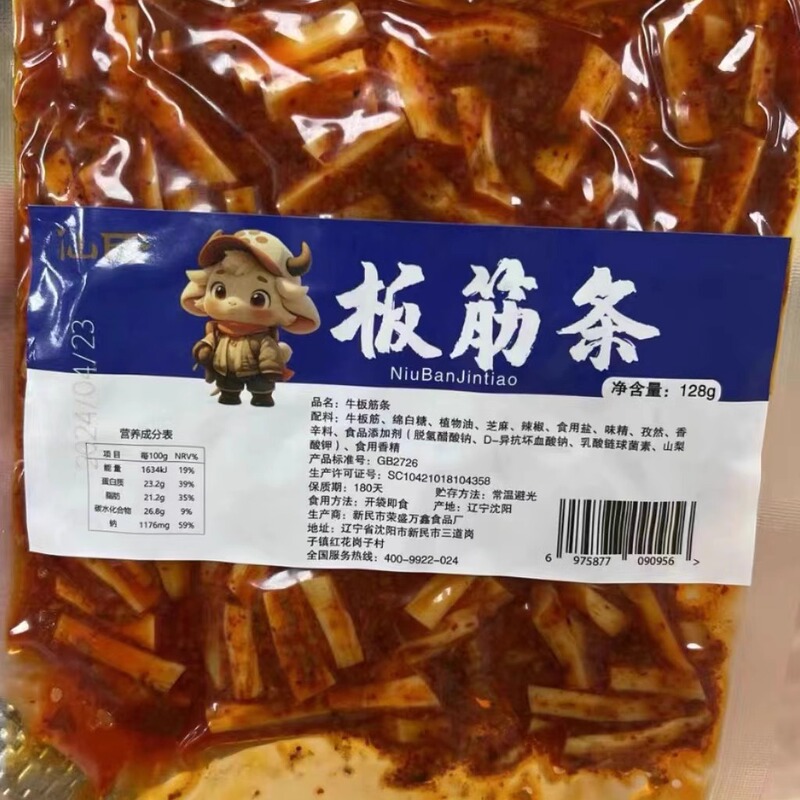 板筋条
NiuBanJintiao
净含量：128g
2024/04/23
品名：牛板筋条
配料：牛板筋、绵白糖、植物油、芝麻、辣椒、食用盐、味精、孜然、香
辛料、食品添加剂（脱氢醋酸钠、D-异抗坏血酸钠、乳酸链球菌素、山梨
酸钾）、食用香精
产品标准号：GB2726
生产许可证号：SC10421018104358
保质期：180天 贮存方法：常温避光
食用方法：开袋即食 产地：辽宁沈阳
生产商：新民市荣盛万鑫食品厂
地址：辽宁省沈阳市新民市三道岗
子镇红花岗子村
全国服务热线：400-9922-024
营养成分表
项目 每100g NRV%
能量 1634kJ 19%
蛋白质 23.2g 39%
脂肪 21.2g 35%
碳水化合物 26.8g 9%
钠 1176mg 59%
6 975877 090956 >